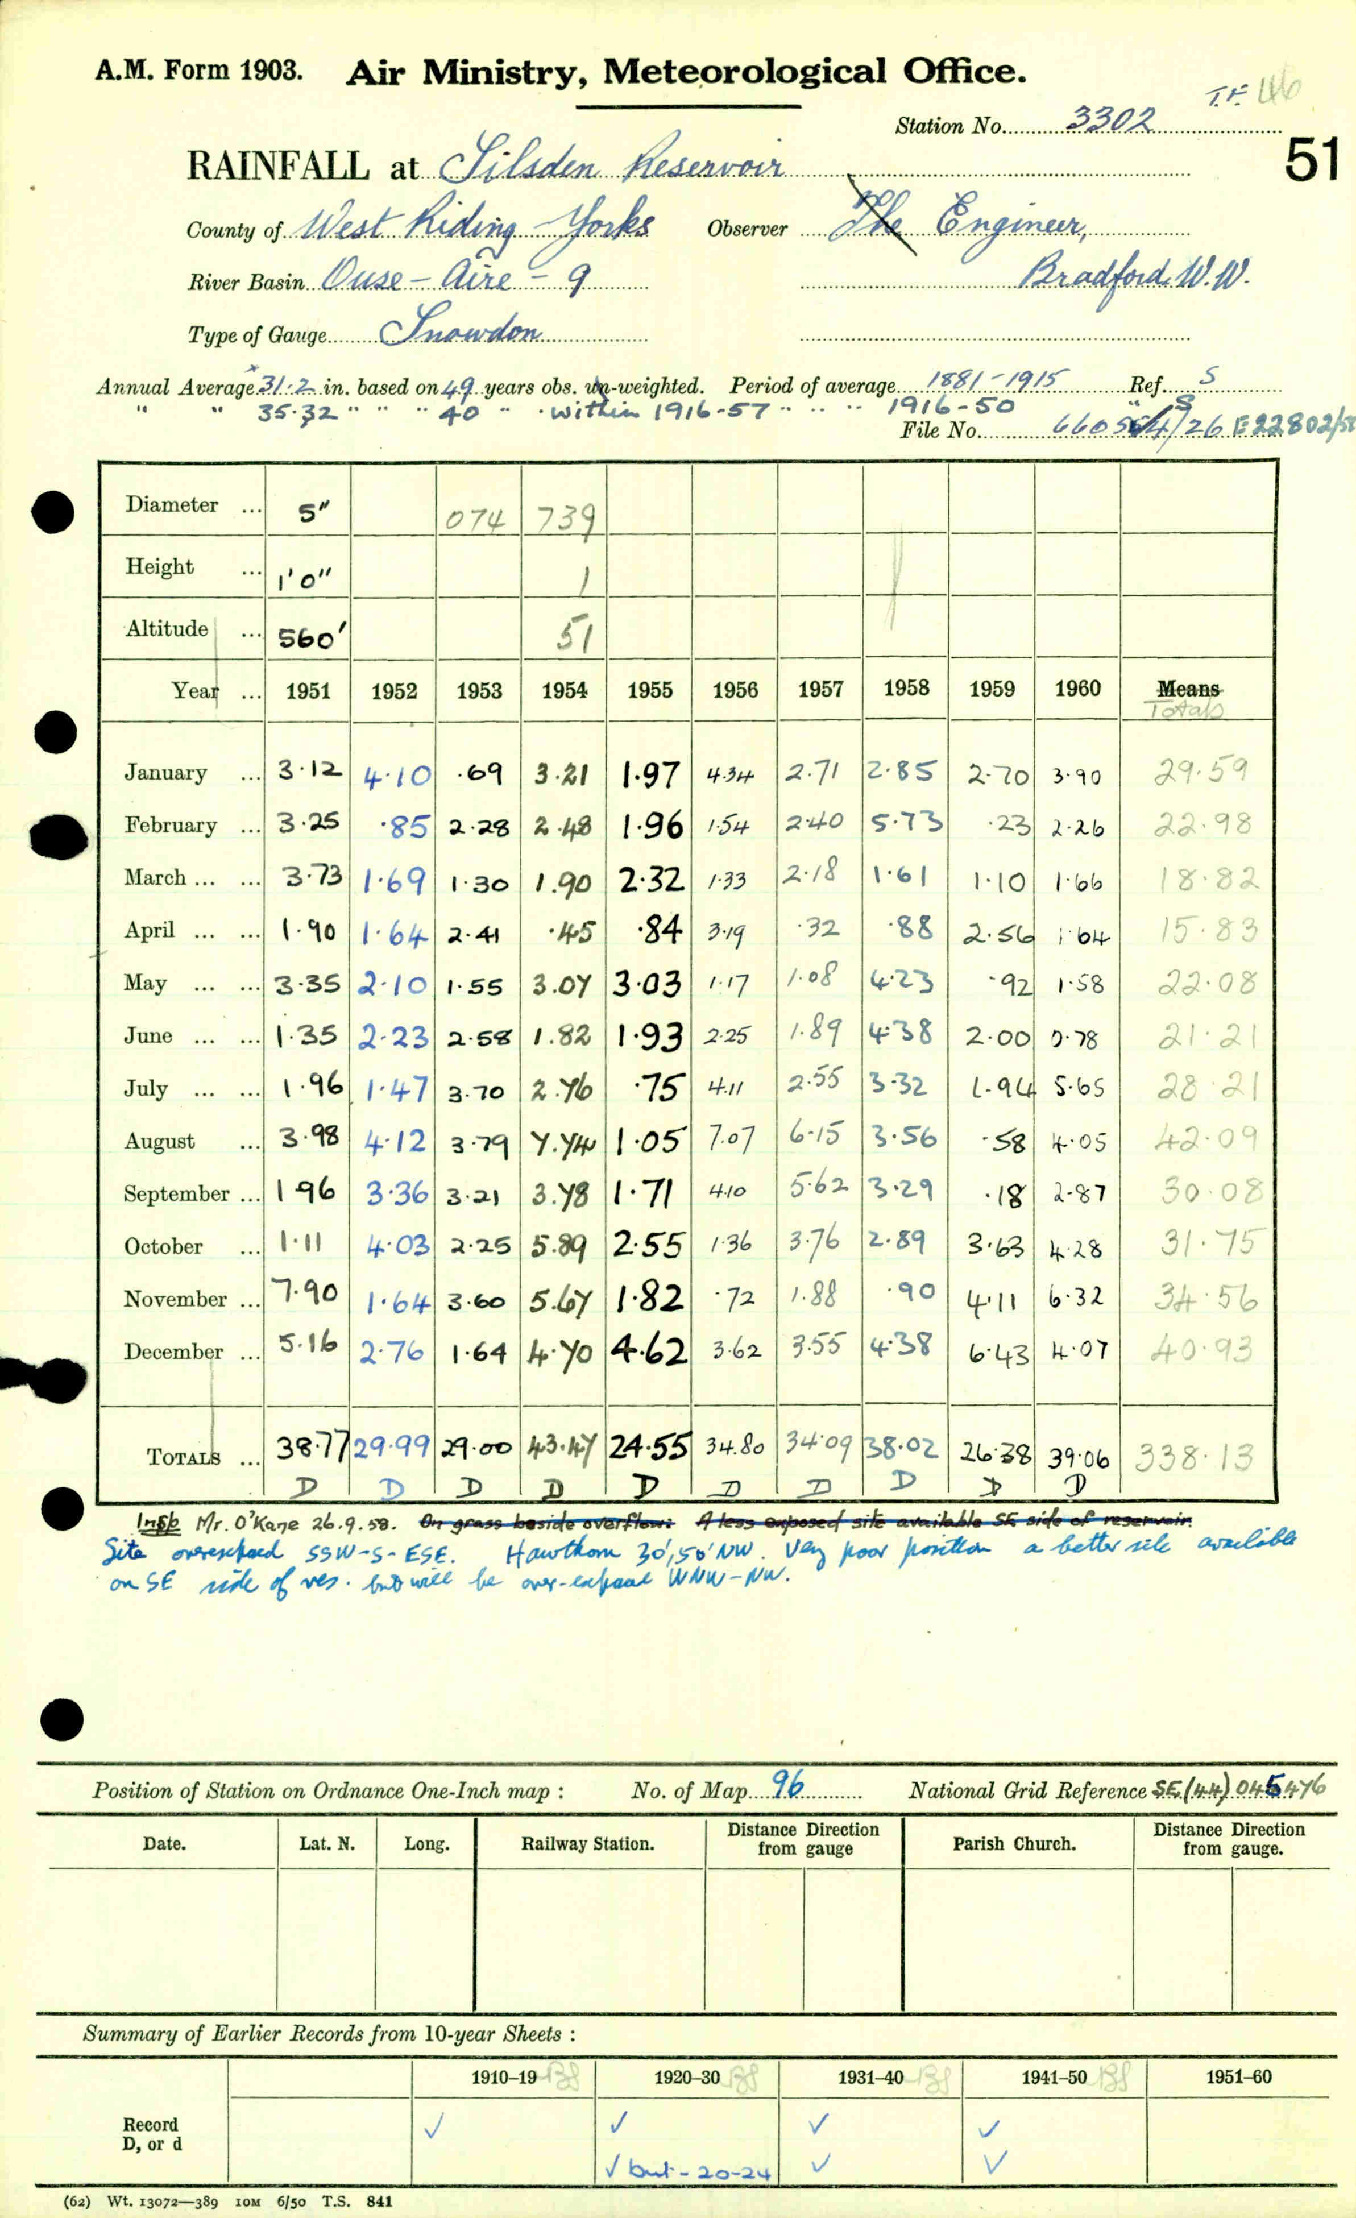 A.M. Form 1903. Air Ministry, Meteorological Office.
T.F. 46
Station No. 3302
51
RAINFALL at Silsden Reservoir
County of West Riding - Yorks Observer The Engineer,
River Basin Ouse - Aire - 9 Bradford W.W.
Type of Gauge Snowdon
Annual Average 31.2 in. based on 49 years obs. un-weighted. Period of average 1881-1915 Ref. S
" " 35.32 " " " 40 " within 1916-57 " " " 1916-50 " S
File No. E22802/5
Diameter ... 5" 074 739
Height ... 1'0" 1
Altitude ... 560' 51
Year ... 1951 1952 1953 1954 1955 1956 1957 1958 1959 1960 Means
Totals
January ... 3.12 4.10 .69 3.21 1.97 4.34 2.71 2.85 2.70 3.90 29.59
February ... 3.25 .85 2.28 2.48 1.96 1.54 2.40 5.73 .23 2.26 22.98
March ... ... 3.73 1.69 1.30 1.90 2.32 1.33 2.18 1.61 1.10 1.66 18.82
April ... ... 1.90 1.64 2.41 .45 .84 3.19 .32 .88 2.56 1.64 15.83
May ... ... 3.35 2.10 1.55 3.07 3.03 1.17 1.08 4.23 .92 1.58 22.08
June ... ... 1.35 2.23 2.58 1.82 1.93 2.25 1.89 4.38 2.00 0.78 21.21
July ... ... 1.96 1.47 3.70 2.76 .75 4.11 2.55 3.32 1.94 5.65 28.21
August ... 3.98 4.12 3.79 7.74 1.05 7.07 6.15 3.56 .58 4.05 42.09
September ... 1.96 3.36 3.21 3.78 1.71 4.10 5.62 3.29 .18 2.87 30.08
October ... 1.11 4.03 2.25 5.89 2.55 1.36 3.76 2.89 3.63 4.28 31.75
November ... 7.90 1.64 3.60 5.67 1.82 .72 1.88 .90 4.11 6.32 34.56
December ... 5.16 2.76 1.64 4.70 4.62 3.62 3.55 4.38 6.43 4.07 40.93
TOTALS ... 38.77 29.99 29.00 43.47 24.55 34.80 34.09 38.02 26.38 39.06 338.13
D D D D D D D D D D
Insp Mr. O'Kane 26.9.58. On grass beside overflow. A less exposed site available SE side of reservoir.
Site overexposed SSW-S-ESE. Hawthorn 30', 50' NW. Very poor position a better site available
on SE side of res. but will be over-exposed WNW-NW.
Position of Station on Ordnance One-Inch map : No. of Map 96 National Grid Reference SE(44) 045476
Date. Lat. N. Long. Railway Station. Distance Direction from gauge Parish Church. Distance Direction from gauge.
Summary of Earlier Records from 10-year Sheets :
1910-19 1920-30 1931-40 1941-50 1951-60
Record ✓ ✓ ✓ ✓
D, or d ✓ but - 20-24 ✓ ✓
(62) Wt. 13072—389 10M 6/50 T.S. 841